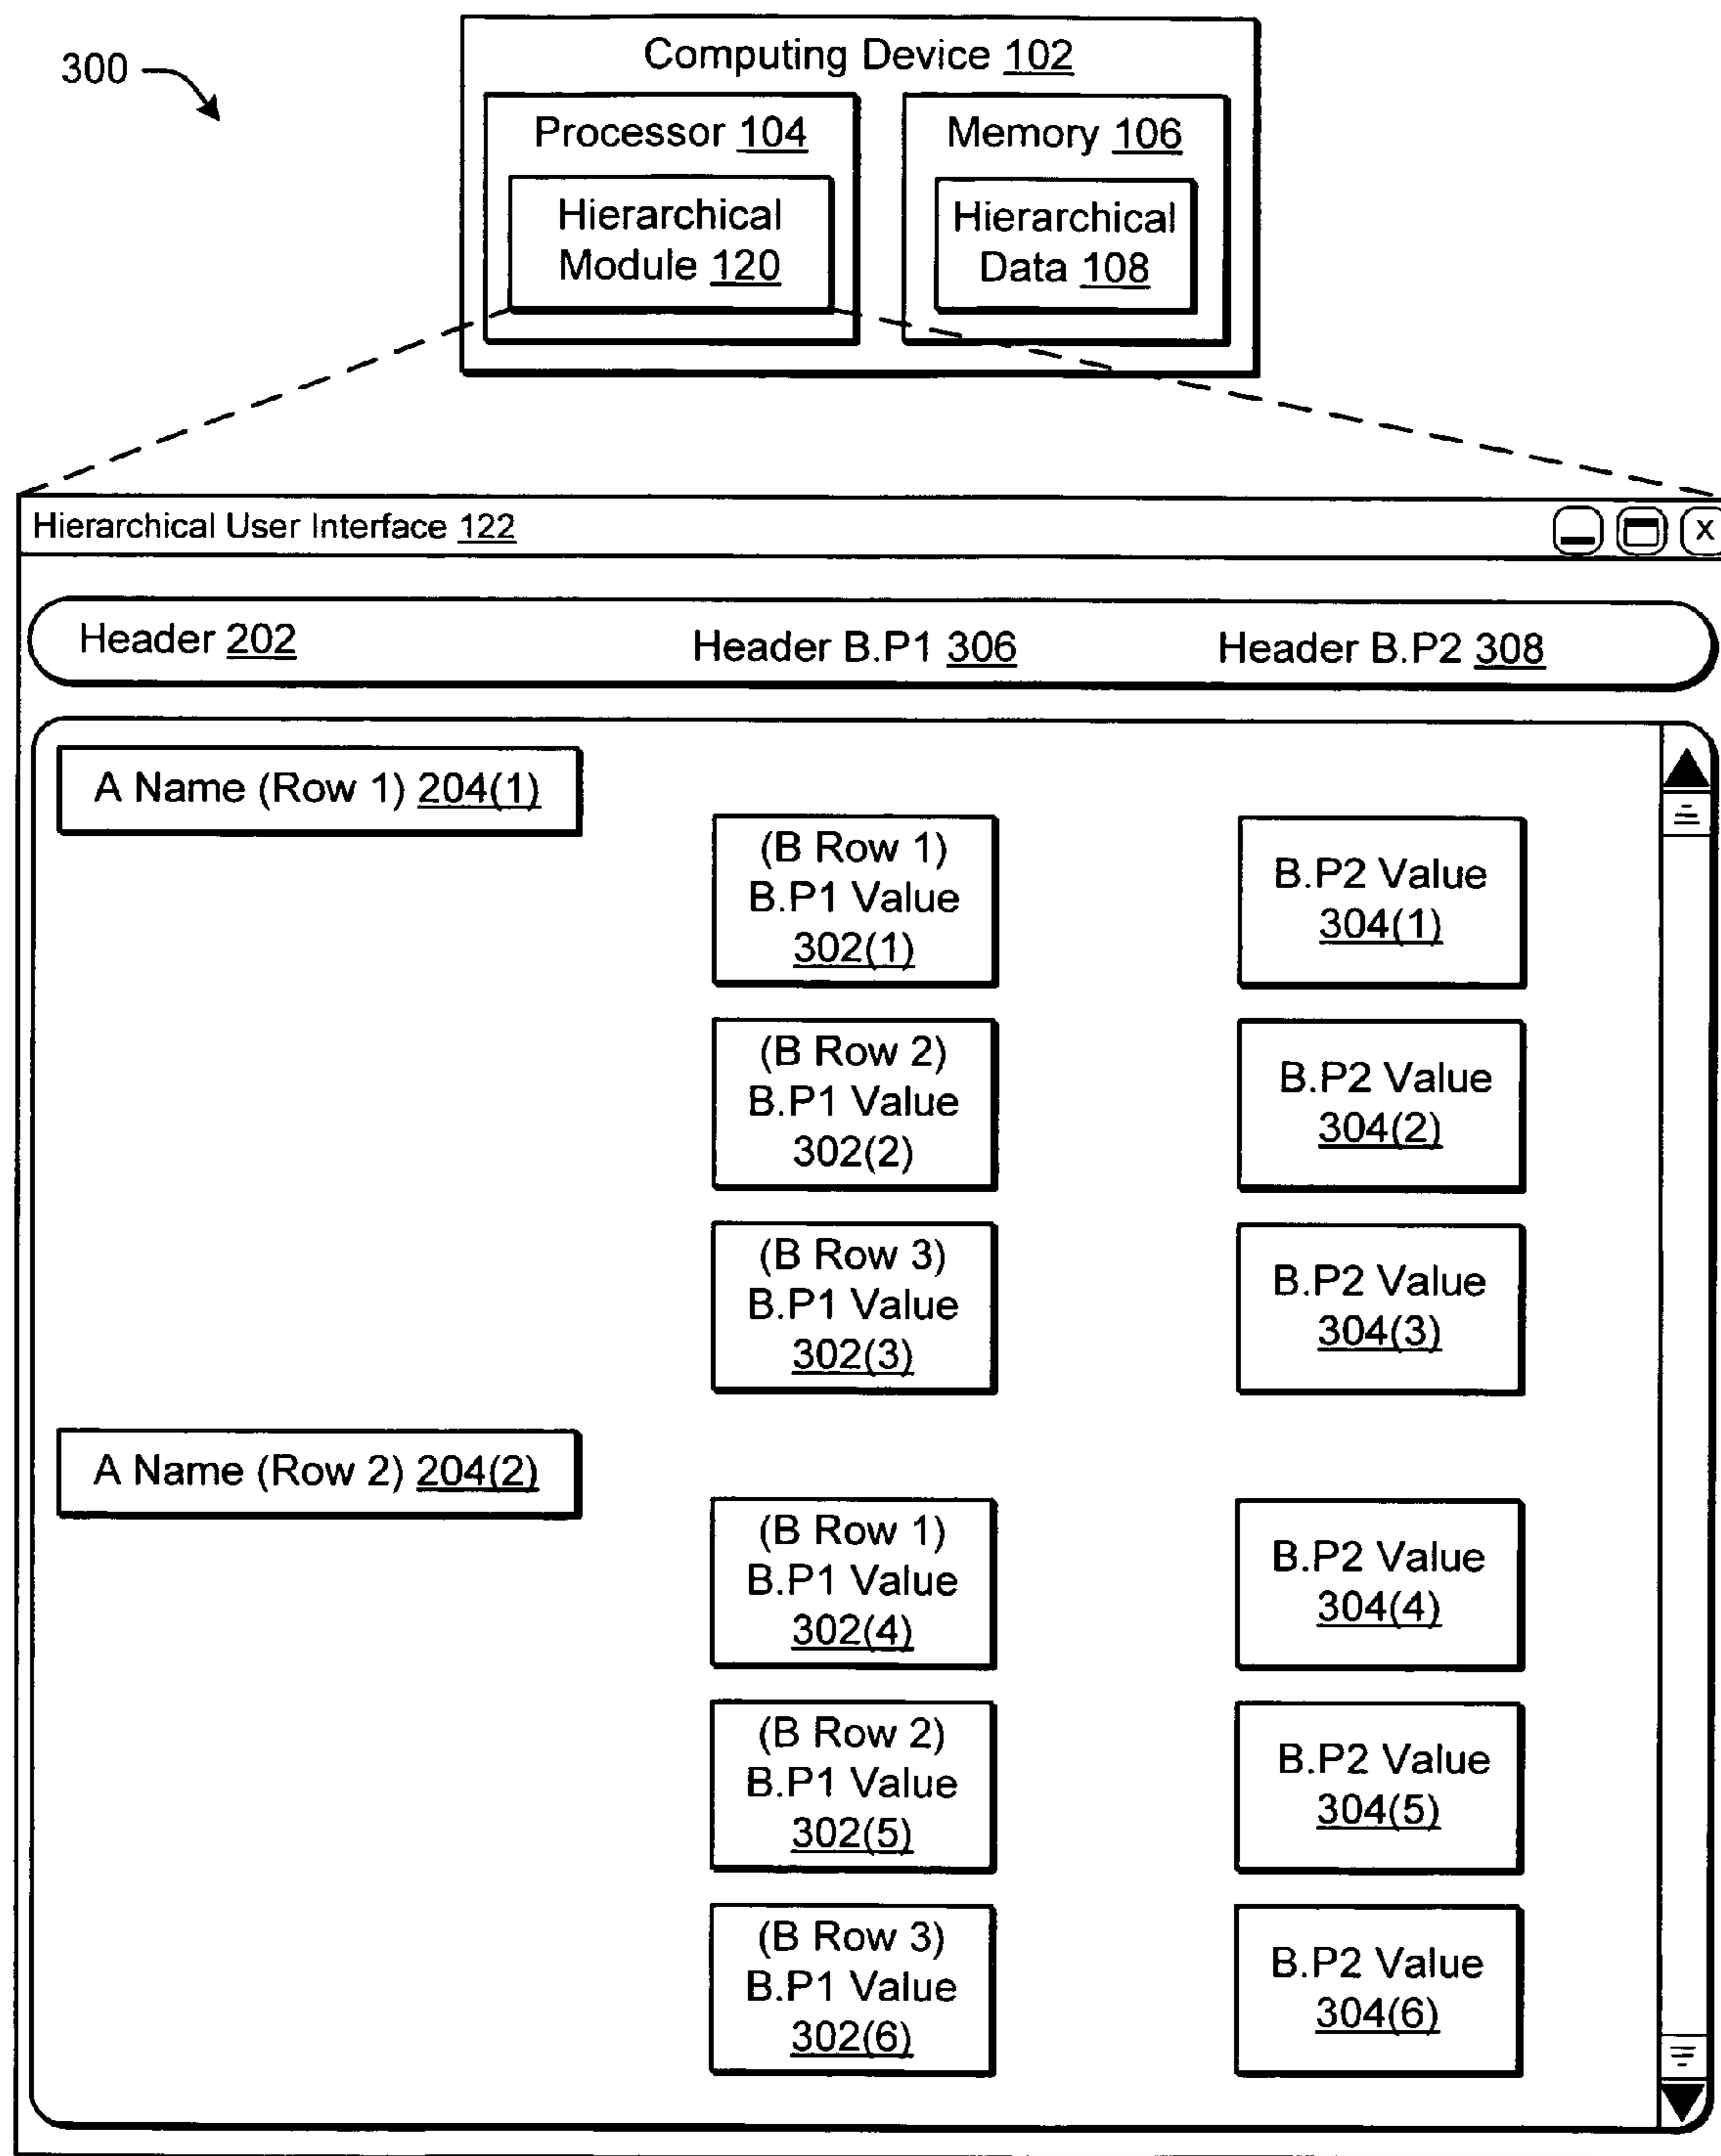 300
Computing Device 102
Processor 104
Hierarchical
Module 120
Memory 106
Hierarchical
Data 108
Hierarchical User Interface 122
X
Header 202
Header B.P1 306
Header B.P2 308
A Name (Row 1) 204(1)
(B Row 1)
B.P1 Value
302(1)
B.P2 Value
304(1)
(B Row 2)
B.P1 Value
302(2)
B.P2 Value
304(2)
(B Row 3)
B.P1 Value
302(3)
B.P2 Value
304(3)
A Name (Row 2) 204(2)
(B Row 1)
B.P1 Value
302(4)
B.P2 Value
304(4)
(B Row 2)
B.P1 Value
302(5)
B.P2 Value
304(5)
(B Row 3)
B.P1 Value
302(6)
B.P2 Value
304(6)